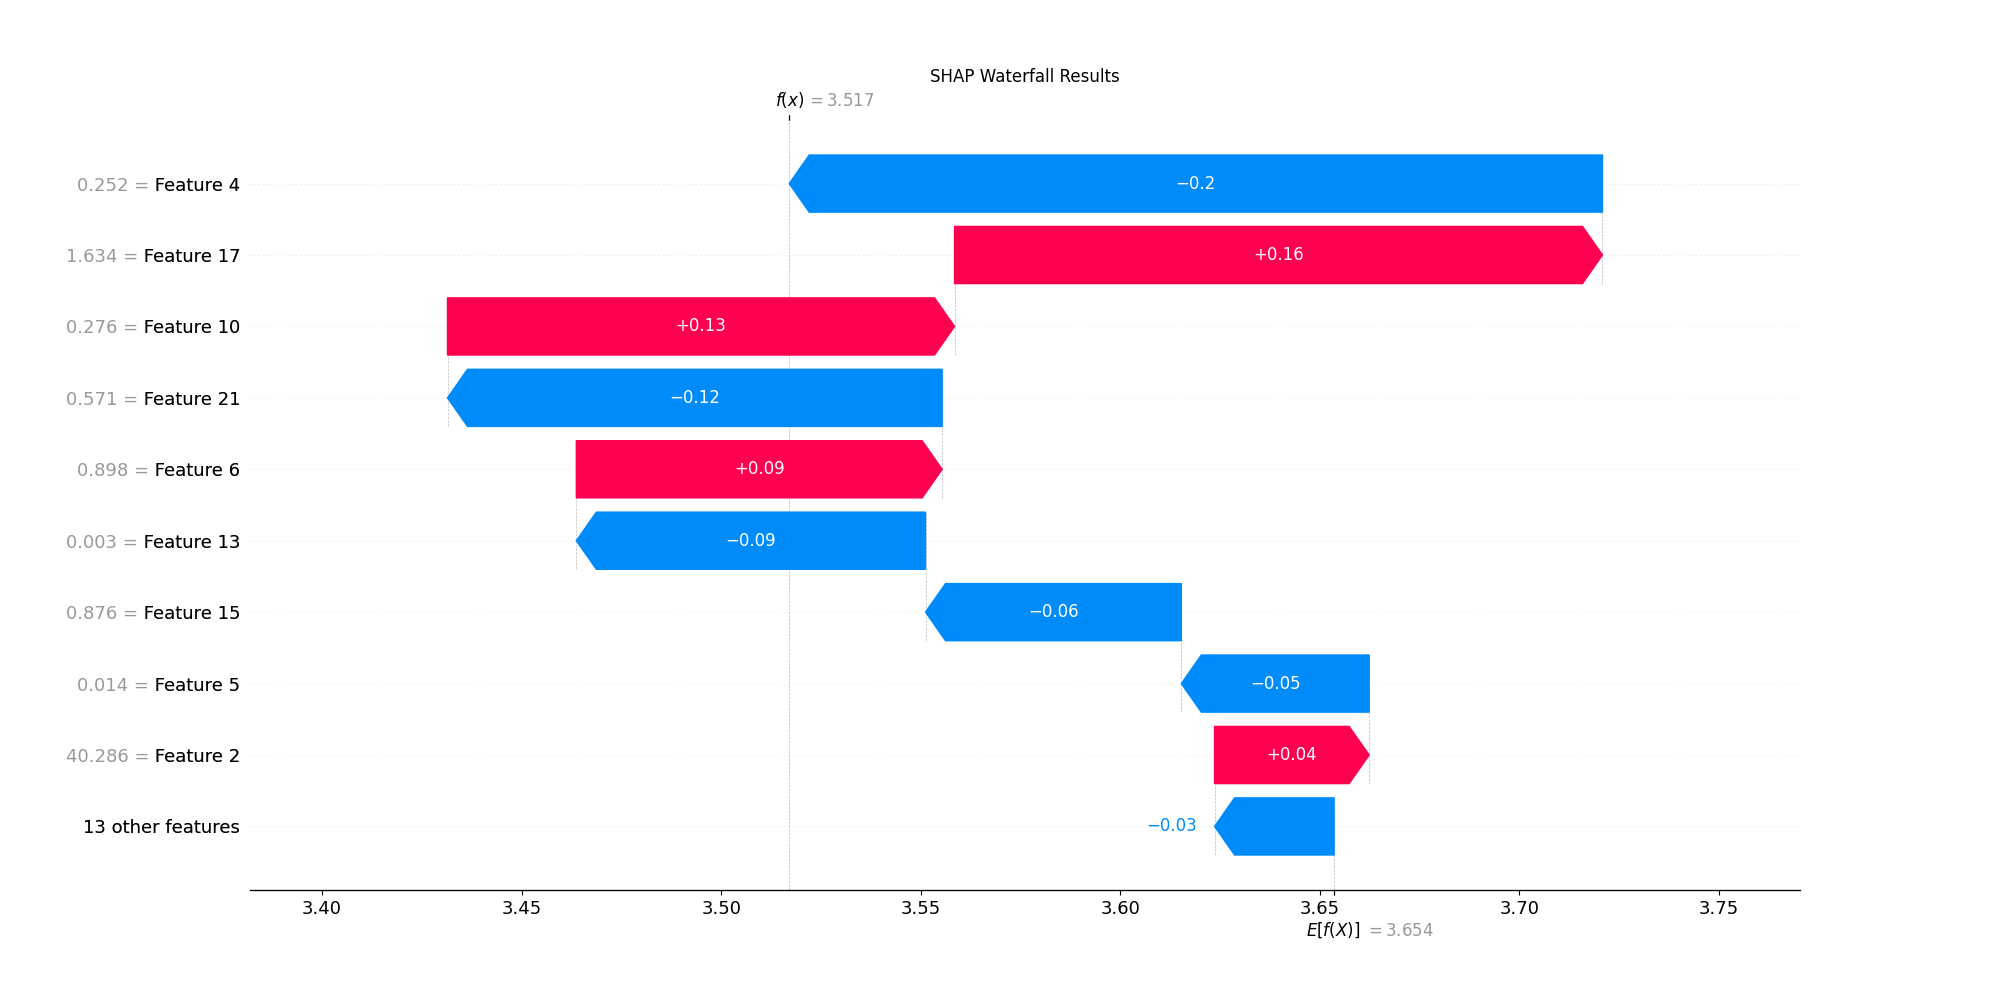 SHAP Waterfall Results
f(x) = 3.517
0.252 = Feature 4
−0.2
1.634 = Feature 17
+0.16
0.276 = Feature 10
+0.13
0.571 = Feature 21
−0.12
0.898 = Feature 6
+0.09
0.003 = Feature 13
−0.09
0.876 = Feature 15
−0.06
0.014 = Feature 5
−0.05
40.286 = Feature 2
+0.04
13 other features
−0.03
3.40 3.45 3.50 3.55 3.60 3.65 3.70 3.75
E[f(X)] = 3.654